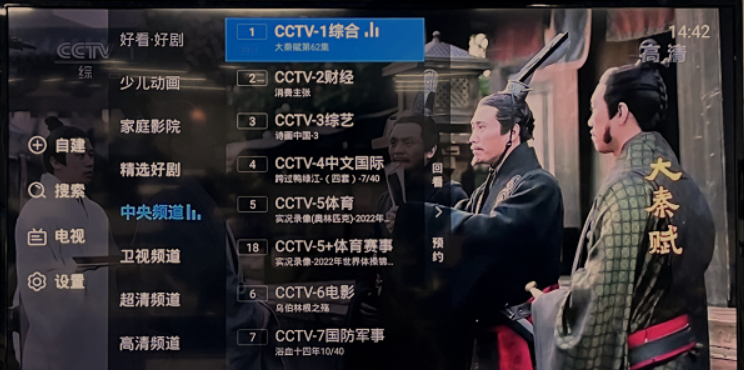 CCTV
综
14:42
高清
自建
搜索
电视
设置
好看·好剧
少儿动画
家庭影院
精选好剧
中央频道
卫视频道
超清频道
高清频道
1 CCTV-1综合
大秦赋第62集
2 CCTV-2财经
消费主张
3 CCTV-3综艺
诗画中国-3
4 CCTV-4中文国际
跨过鸭绿江-（四套）-7/40
5 CCTV-5体育
实况录像(奥林匹克)-2022年...
18 CCTV-5+体育赛事
实况录像-2022年世界体操锦...
6 CCTV-6电影
乌伯林根之殇
7 CCTV-7国防军事
浴血十四年10/40
回看
预约
大秦赋